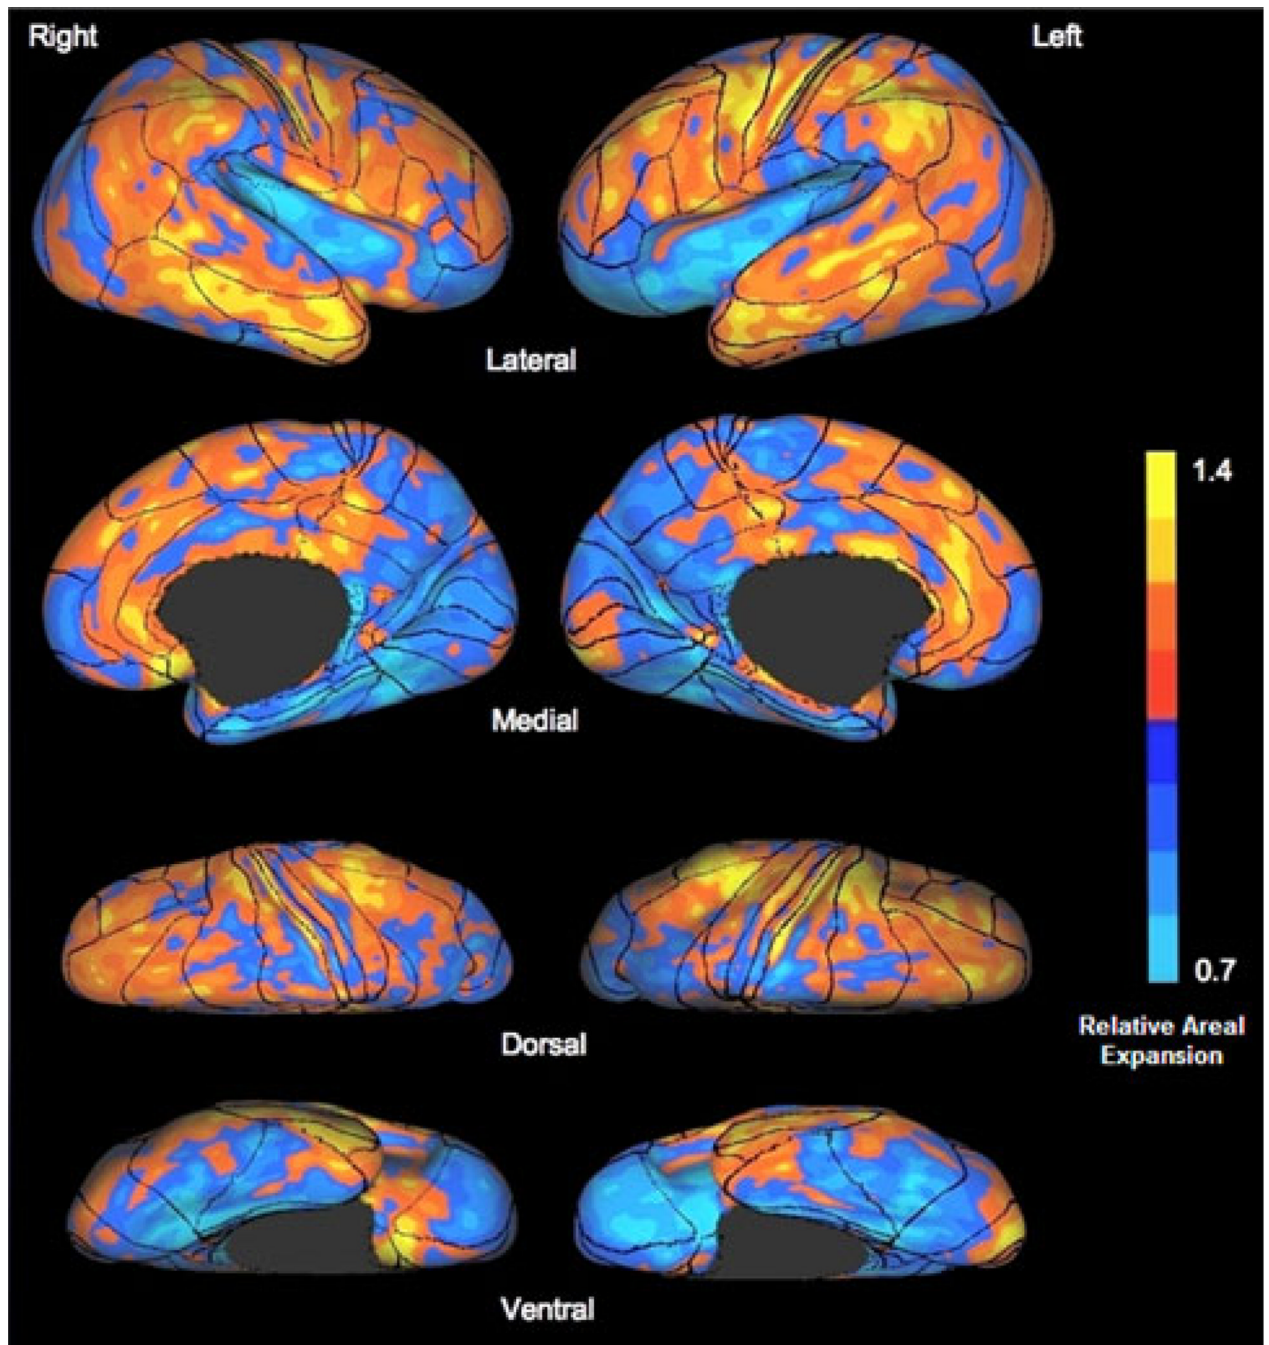 Right
Left
Lateral
Medial
1.4
0.7
Relative Areal
Expansion
Dorsal
Ventral